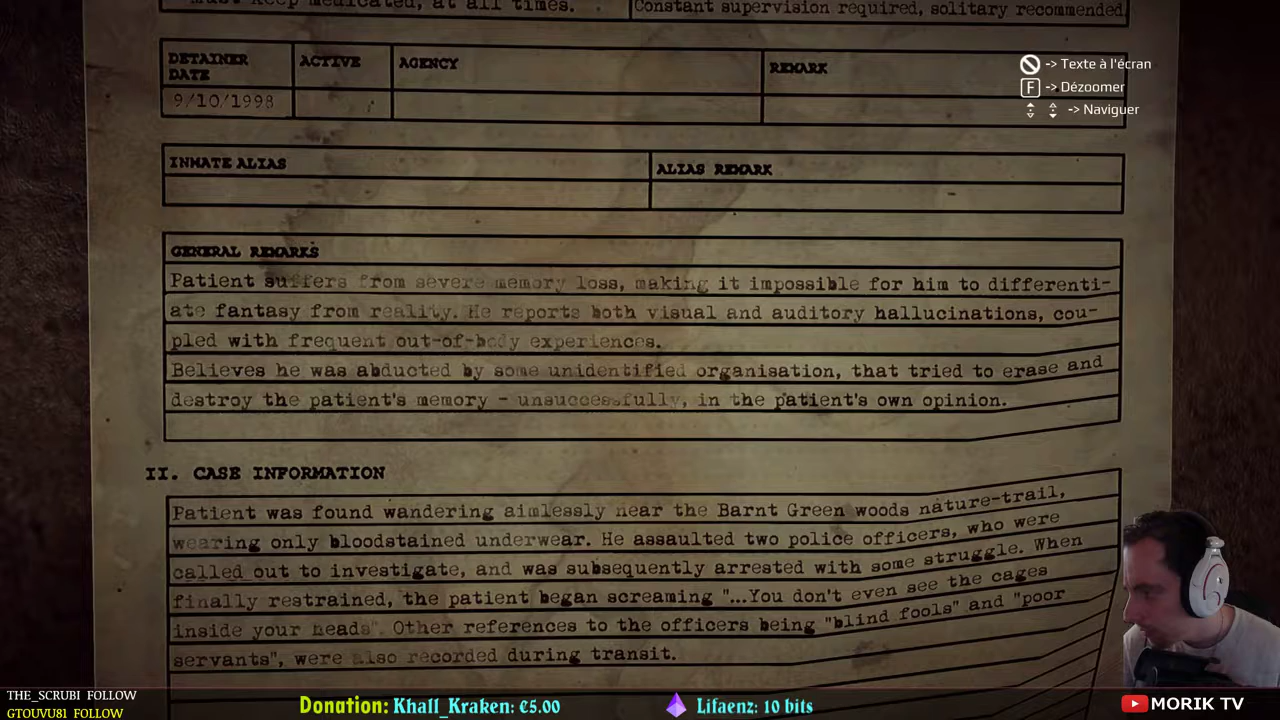 must keep medicated, at all times.
Constant supervision required, solitary recommended
DETAINER DATE
ACTIVE
AGENCY
REMARK
9/10/1998
-> Texte à l'écran
F -> Dézoomer
-> Naviguer
INMATE ALIAS
ALIAS REMARK
GENERAL REMARKS
Patient suffers from severe memory loss, making it impossible for him to differenti-
ate fantasy from reality. He reports both visual and auditory hallucinations, cou-
pled with frequent out-of-body experiences.
Believes he was abducted by some unidentified organisation, that tried to erase and
destroy the patient's memory - unsuccessfully, in the patient's own opinion.
II. CASE INFORMATION
Patient was found wandering aimlessly near the Barnt Green woods nature-trail,
wearing only bloodstained underwear. He assaulted two police officers, who were
called out to investigate, and was subsequently arrested with some struggle. When
finally restrained, the patient began screaming "...You don't even see the cages
inside your heads". Other references to the officers being "blind fools" and "poor
servants", were also recorded during transit.
THE_SCRUBI FOLLOW
GTOUVU81 FOLLOW
Donation: Khall_Kraken: €5.00
Lifaenz: 10 bits
MORIK TV